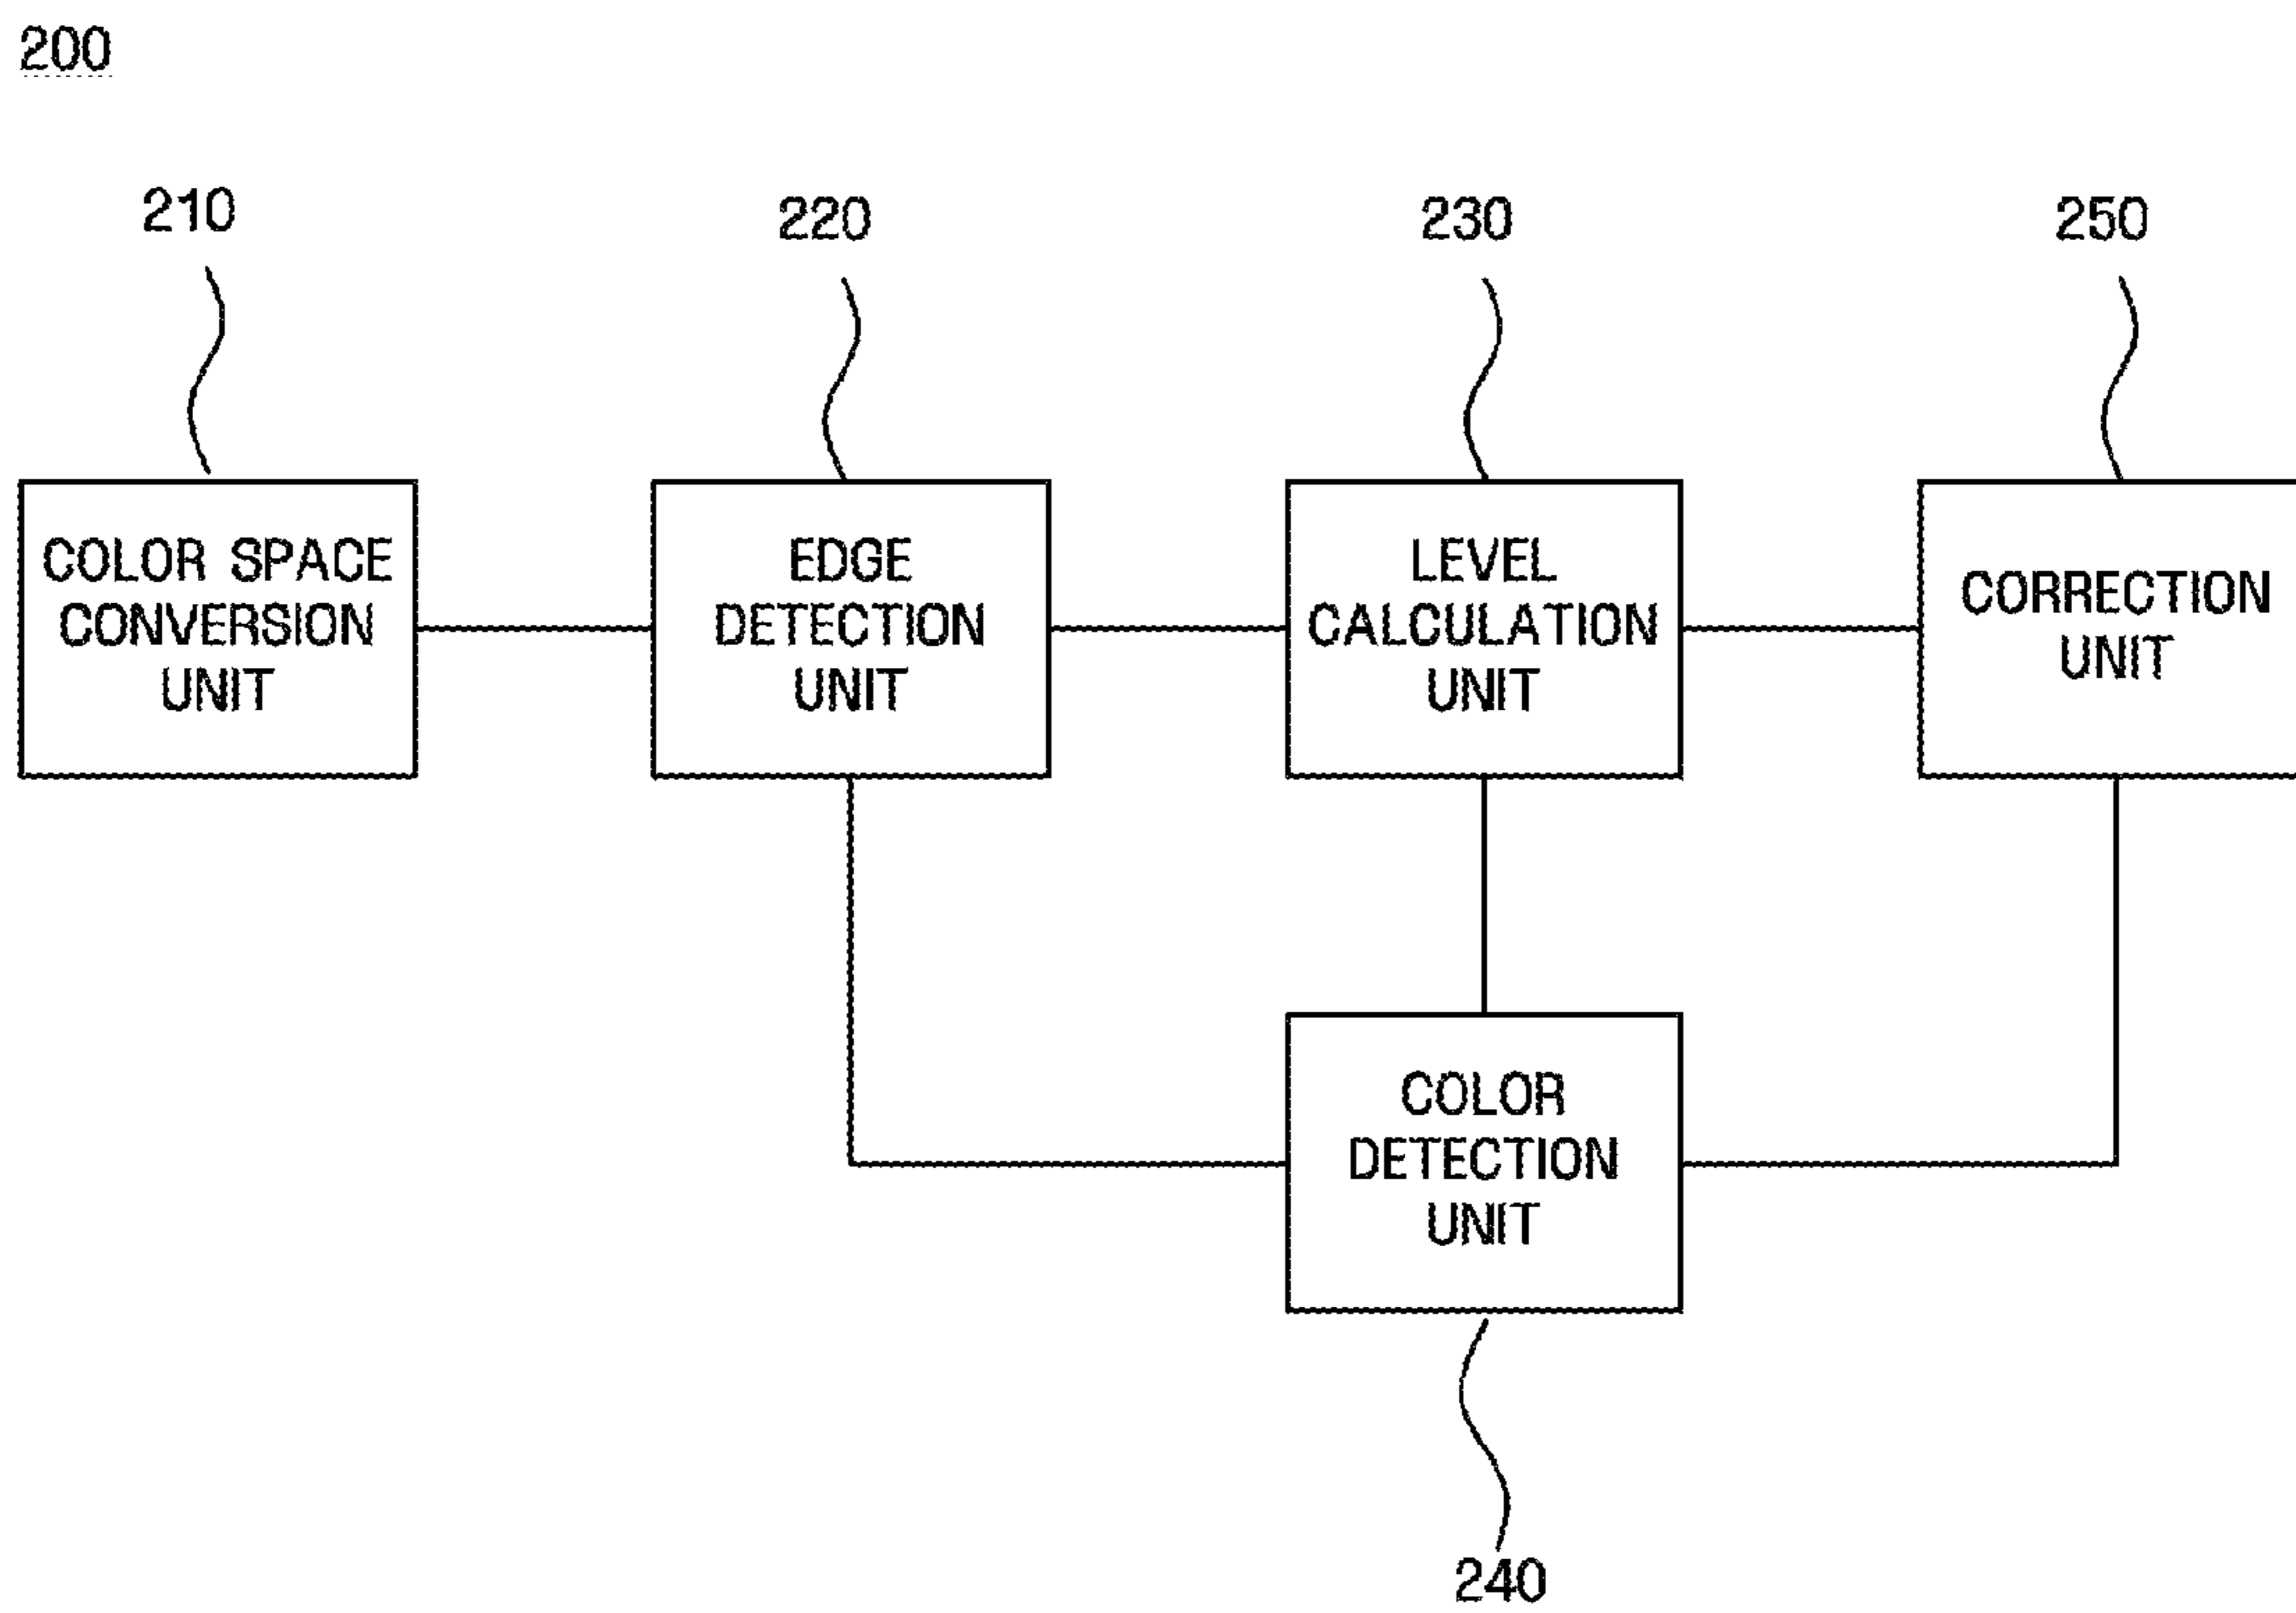 200
210
220
230
250
COLOR SPACE
CONVERSION
UNIT
EDGE
DETECTION
UNIT
LEVEL
CALCULATION
UNIT
CORRECTION
UNIT
COLOR
DETECTION
UNIT
240